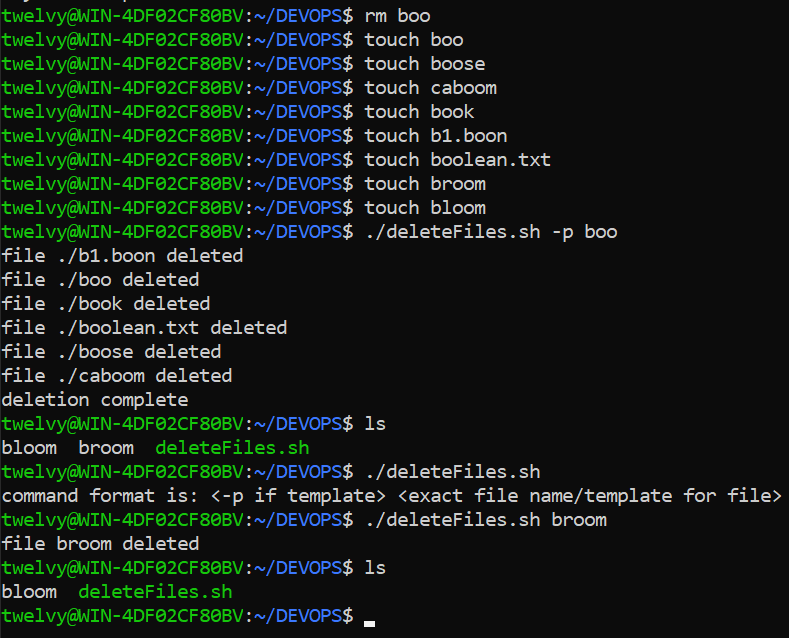 twelvy@WIN-4DF02CF80BV:~/DEVOPS$ rm boo
twelvy@WIN-4DF02CF80BV:~/DEVOPS$ touch boo
twelvy@WIN-4DF02CF80BV:~/DEVOPS$ touch boose
twelvy@WIN-4DF02CF80BV:~/DEVOPS$ touch caboom
twelvy@WIN-4DF02CF80BV:~/DEVOPS$ touch book
twelvy@WIN-4DF02CF80BV:~/DEVOPS$ touch b1.boon
twelvy@WIN-4DF02CF80BV:~/DEVOPS$ touch boolean.txt
twelvy@WIN-4DF02CF80BV:~/DEVOPS$ touch broom
twelvy@WIN-4DF02CF80BV:~/DEVOPS$ touch bloom
twelvy@WIN-4DF02CF80BV:~/DEVOPS$ ./deleteFiles.sh -p boo
file ./b1.boon deleted
file ./boo deleted
file ./book deleted
file ./boolean.txt deleted
file ./boose deleted
file ./caboom deleted
deletion complete
twelvy@WIN-4DF02CF80BV:~/DEVOPS$ ls
bloom  broom  deleteFiles.sh
twelvy@WIN-4DF02CF80BV:~/DEVOPS$ ./deleteFiles.sh
command format is: <-p if template> <exact file name/template for file>
twelvy@WIN-4DF02CF80BV:~/DEVOPS$ ./deleteFiles.sh broom
file broom deleted
twelvy@WIN-4DF02CF80BV:~/DEVOPS$ ls
bloom  deleteFiles.sh
twelvy@WIN-4DF02CF80BV:~/DEVOPS$